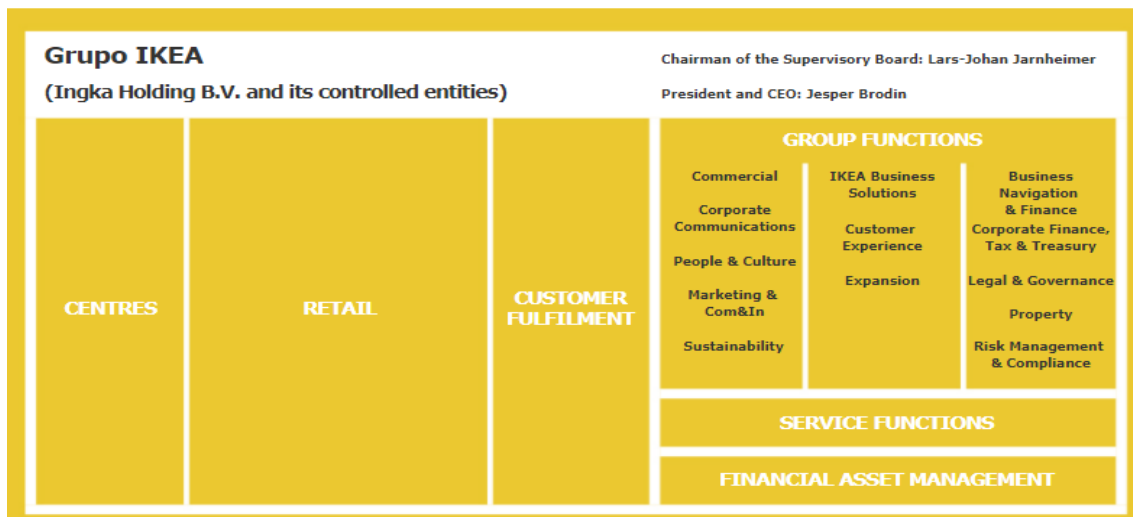 Grupo IKEA
(Ingka Holding B.V. and its controlled entities)
Chairman of the Supervisory Board: Lars-Johan Jarnheimer
President and CEO: Jesper Brodin
CENTRES
RETAIL
CUSTOMER
FULFILMENT
GROUP FUNCTIONS
Commercial
Corporate
Communications
People & Culture
Marketing &
Com&In
Sustainability
IKEA Business
Solutions
Customer
Experience
Expansion
Business
Navigation
& Finance
Corporate Finance,
Tax & Treasury
Legal & Governance
Property
Risk Management
& Compliance
SERVICE FUNCTIONS
FINANCIAL ASSET MANAGEMENT